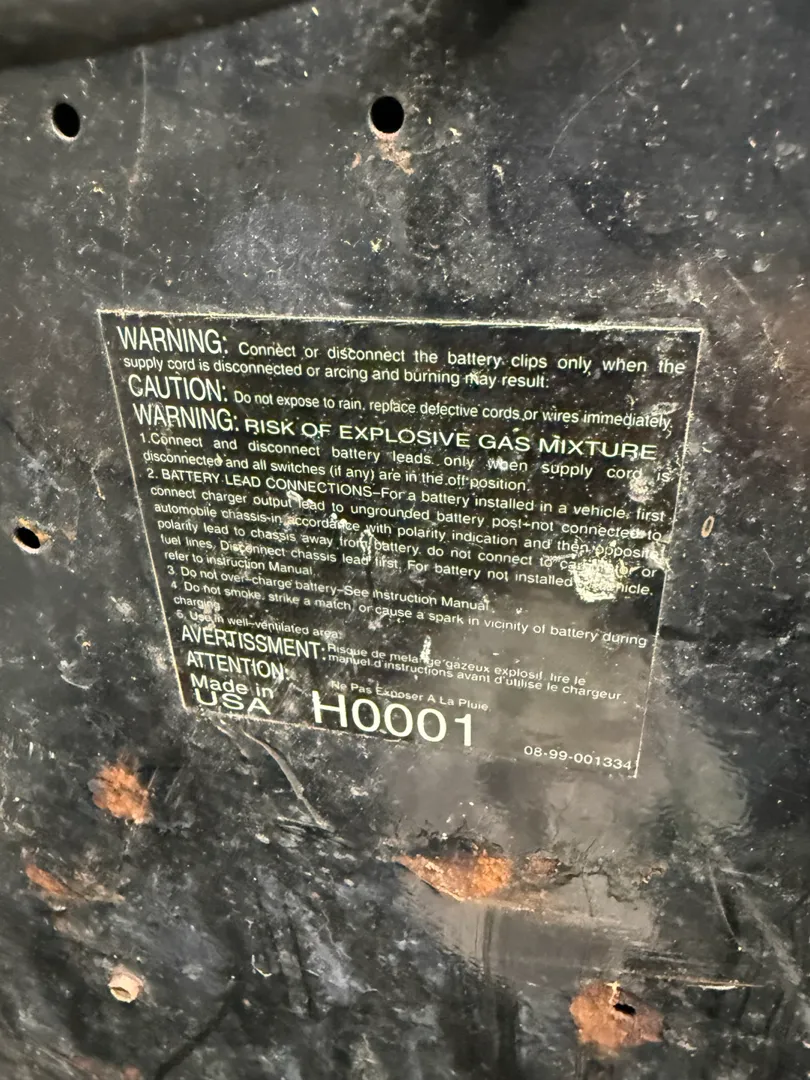 WARNING: Connect or disconnect the battery clips only when the
supply cord is disconnected or arcing and burning may result.
CAUTION: Do not expose to rain, replace defective cords or wires immediately.
WARNING: RISK OF EXPLOSIVE GAS MIXTURE
1.Connect and disconnect battery leads only when supply cord is
disconnected and all switches (if any) are in the off position.
2. BATTERY LEAD CONNECTIONS–For a battery installed in a vehicle, first
connect charger output lead to ungrounded battery post–not connected to
automobile chassis–in accordance with polarity indication and then opposite
polarity lead to chassis away from battery. do not connect to or
fuel lines. Disconnect chassis lead first. For battery not installed
refer to Instruction Manual
3. Do not over-charge battery–See Instruction Manual
4. Do not smoke, strike a match, or cause a spark in vicinity of battery during
charging.
5. Use in well-ventilated area.
AVERTISSMENT: Risque de melange gazeux explosif, lire le
manuel d instructions avant d'utilise le chargeur
ATTENTION: Ne Pas Exposer A La Pluie
Made in
USA H0001
08-99-001334